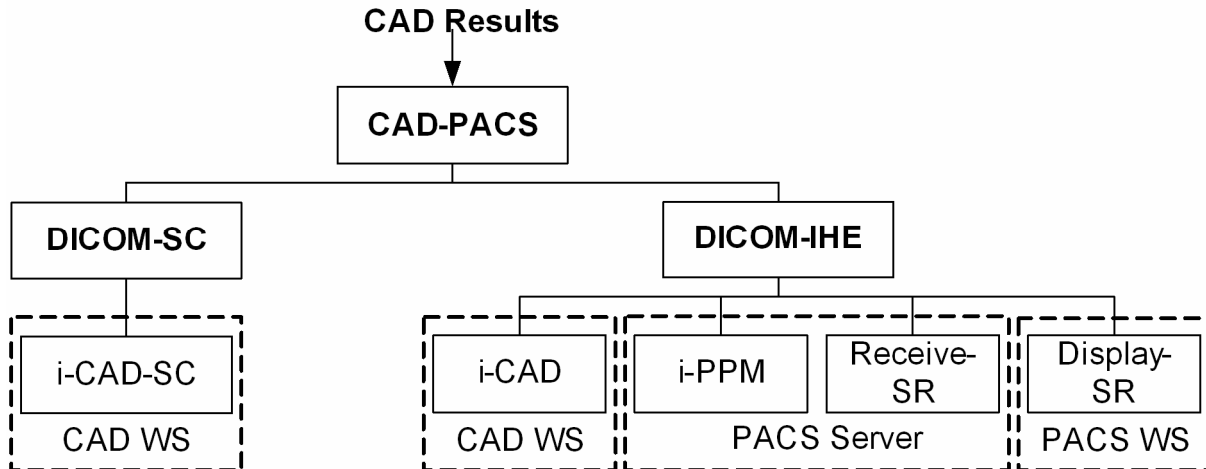 CAD Results
CAD-PACS
DICOM-SC
DICOM-IHE
i-CAD-SC
i-CAD
i-PPM
Receive-
SR
Display-
SR
CAD WS
CAD WS
PACS Server
PACS WS